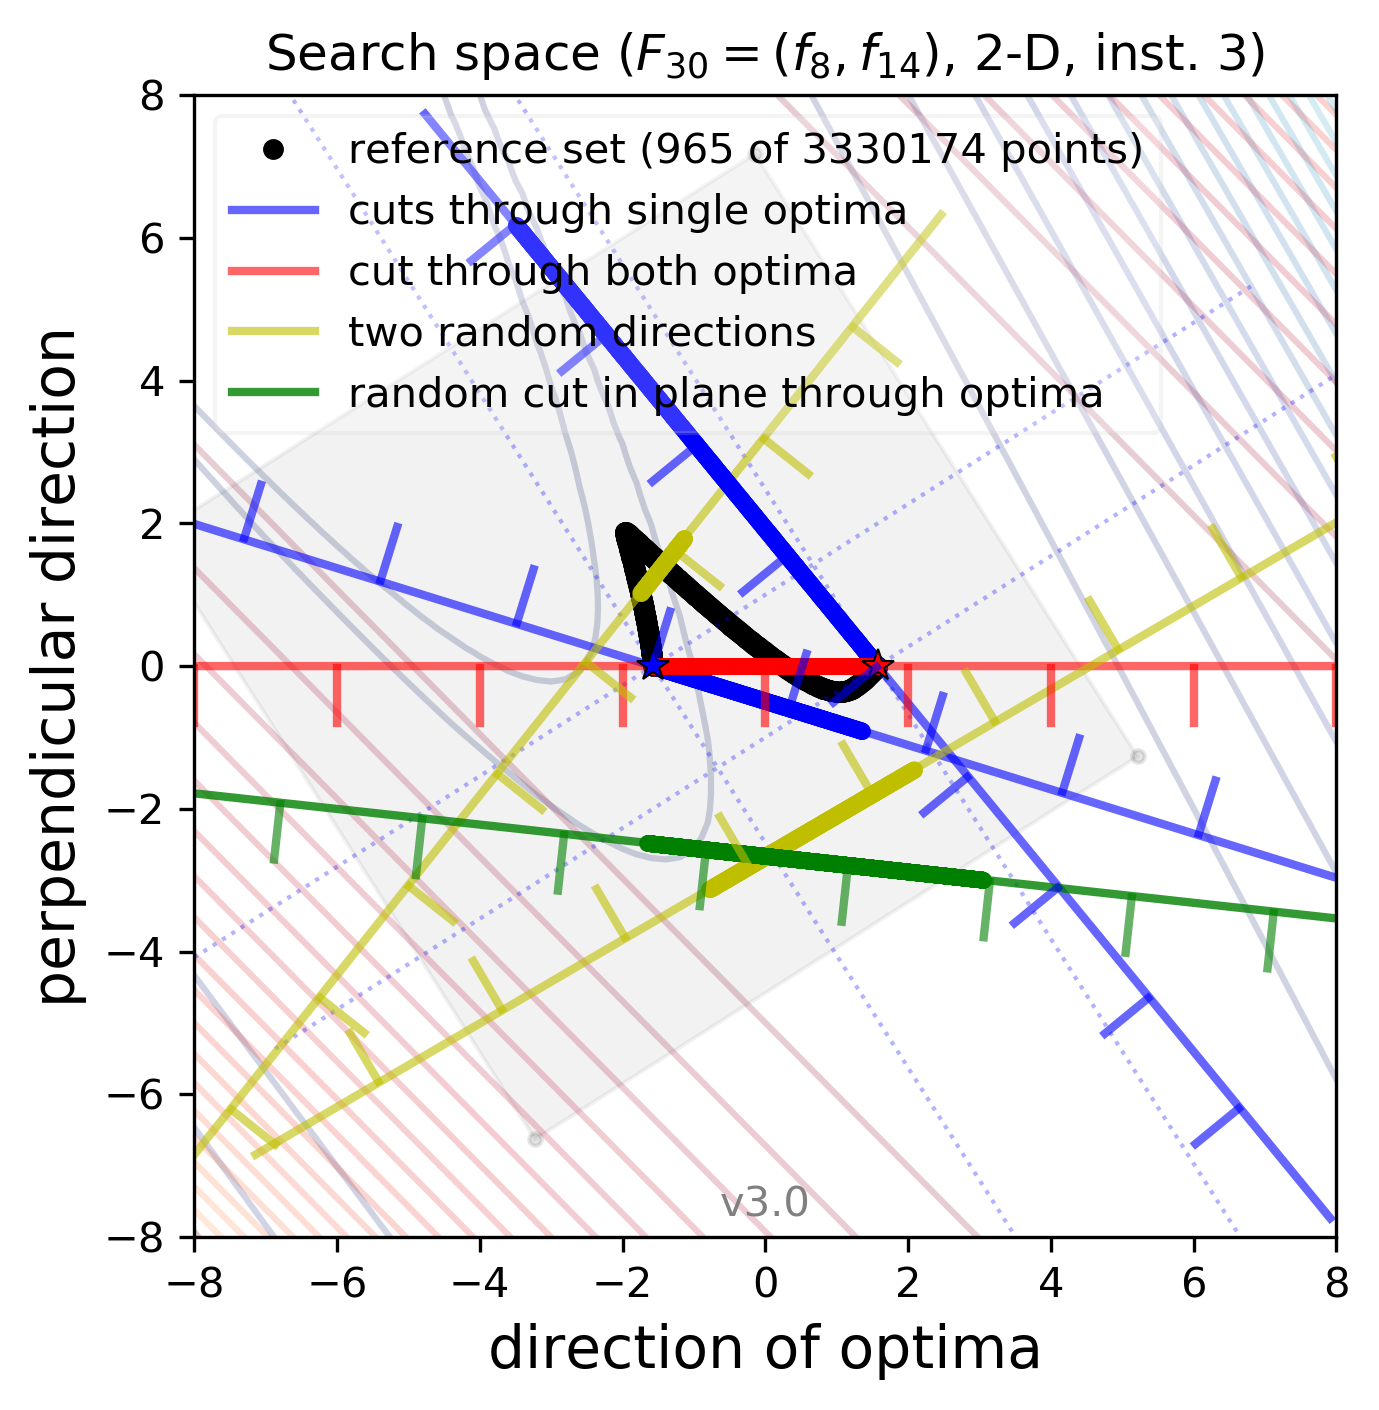 Search space (F₃₀ = (f₈, f₁₄), 2-D, inst. 3)
8
reference set (965 of 3330174 points)
cuts through single optima
6
cut through both optima
two random directions
4
random cut in plane through optima
2
0
−2
−4
−6
−8
perpendicular direction
v3.0
−8 −6 −4 −2 0 2 4 6 8
direction of optima